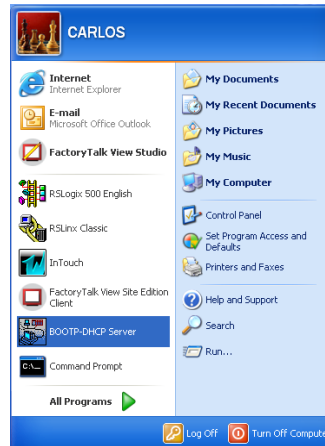 CARLOS
Internet
Internet Explorer
E-mail
Microsoft Office Outlook
FactoryTalk View Studio
RSLogix 500 English
RSLinx Classic
InTouch
FactoryTalk View Site Edition
Client
BOOTP-DHCP Server
Command Prompt
All Programs
My Documents
My Recent Documents
My Pictures
My Music
My Computer
Control Panel
Set Program Access and
Defaults
Printers and Faxes
Help and Support
Search
Run...
Log Off
Turn Off Compute